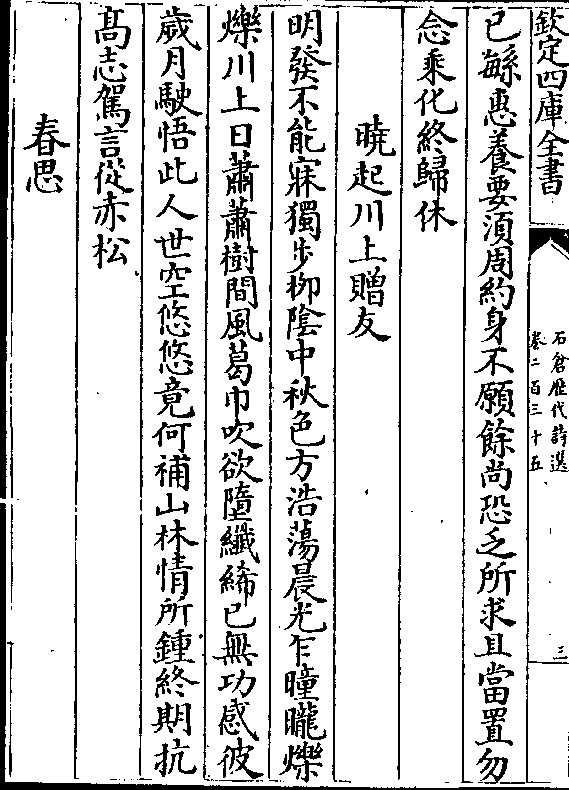 欽定四庫全書
石倉歷代詩選
卷二百三十五
三
已緐惠養要須周約身不願餘尚恐乏所求且當置勿
念乘化終歸休
曉起川上贈友
明發不能寐獨步栁陰中秋色方浩蕩晨光乍曈曨爍
爍川上日蕭蕭樹間風葛巾吹欲墮纖絺已無功感彼
歲月駛悟此人世空悠悠竟何補山林情所鍾終期抗
髙志駕言從赤松
春思